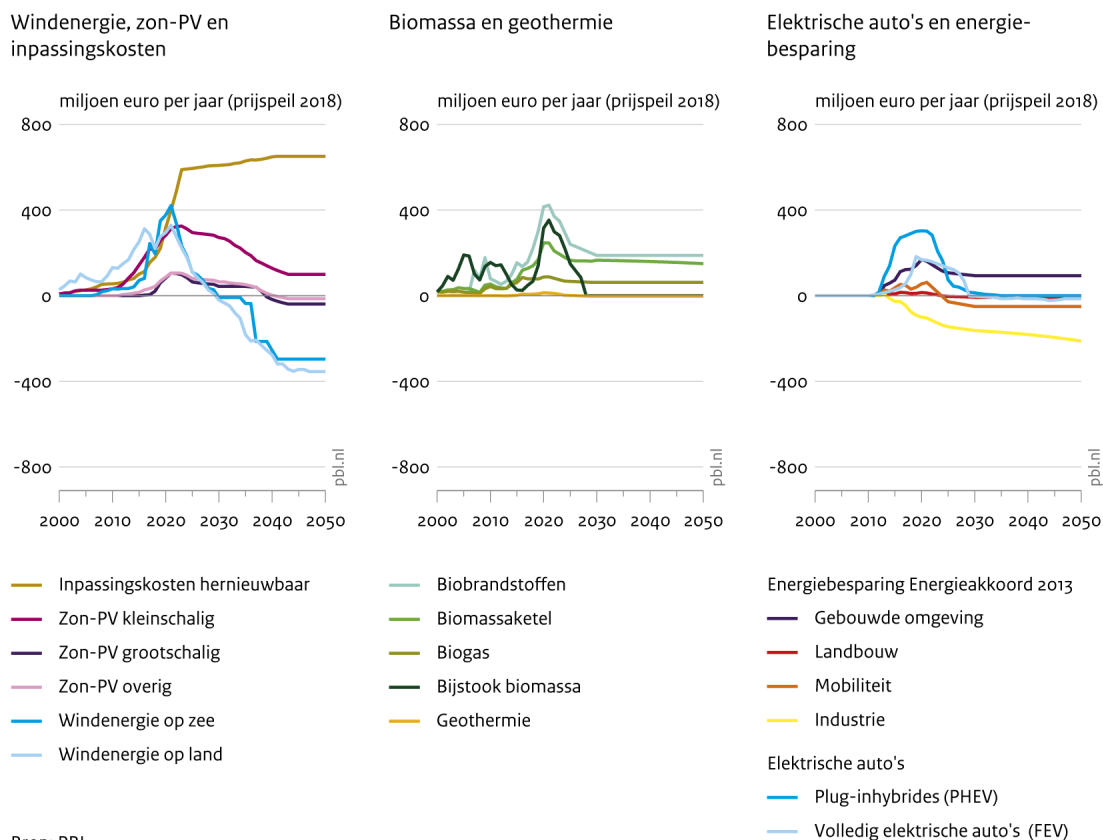 Windenergie, zon-PV en
inpassingskosten
miljoen euro per jaar (prijspeil 2018)
800
400
0
-400
-800
2000 2010 2020 2030 2040 2050
pbl.nl
Inpassingskosten hernieuwbaar
Zon-PV kleinschalig
Zon-PV grootschalig
Zon-PV overig
Windenergie op zee
Windenergie op land
Biomassa en geothermie
miljoen euro per jaar (prijspeil 2018)
800
400
0
-400
-800
2000 2010 2020 2030 2040 2050
pbl.nl
Biobrandstoffen
Biomassaketel
Biogas
Bijstook biomassa
Geothermie
Elektrische auto's en energie-
besparing
miljoen euro per jaar (prijspeil 2018)
800
400
0
-400
-800
2000 2010 2020 2030 2040 2050
pbl.nl
Energiebesparing Energieakkoord 2013
Gebouwde omgeving
Landbouw
Mobiliteit
Industrie
Elektrische auto's
Plug-inhybrides (PHEV)
Volledig elektrische auto's (FEV)